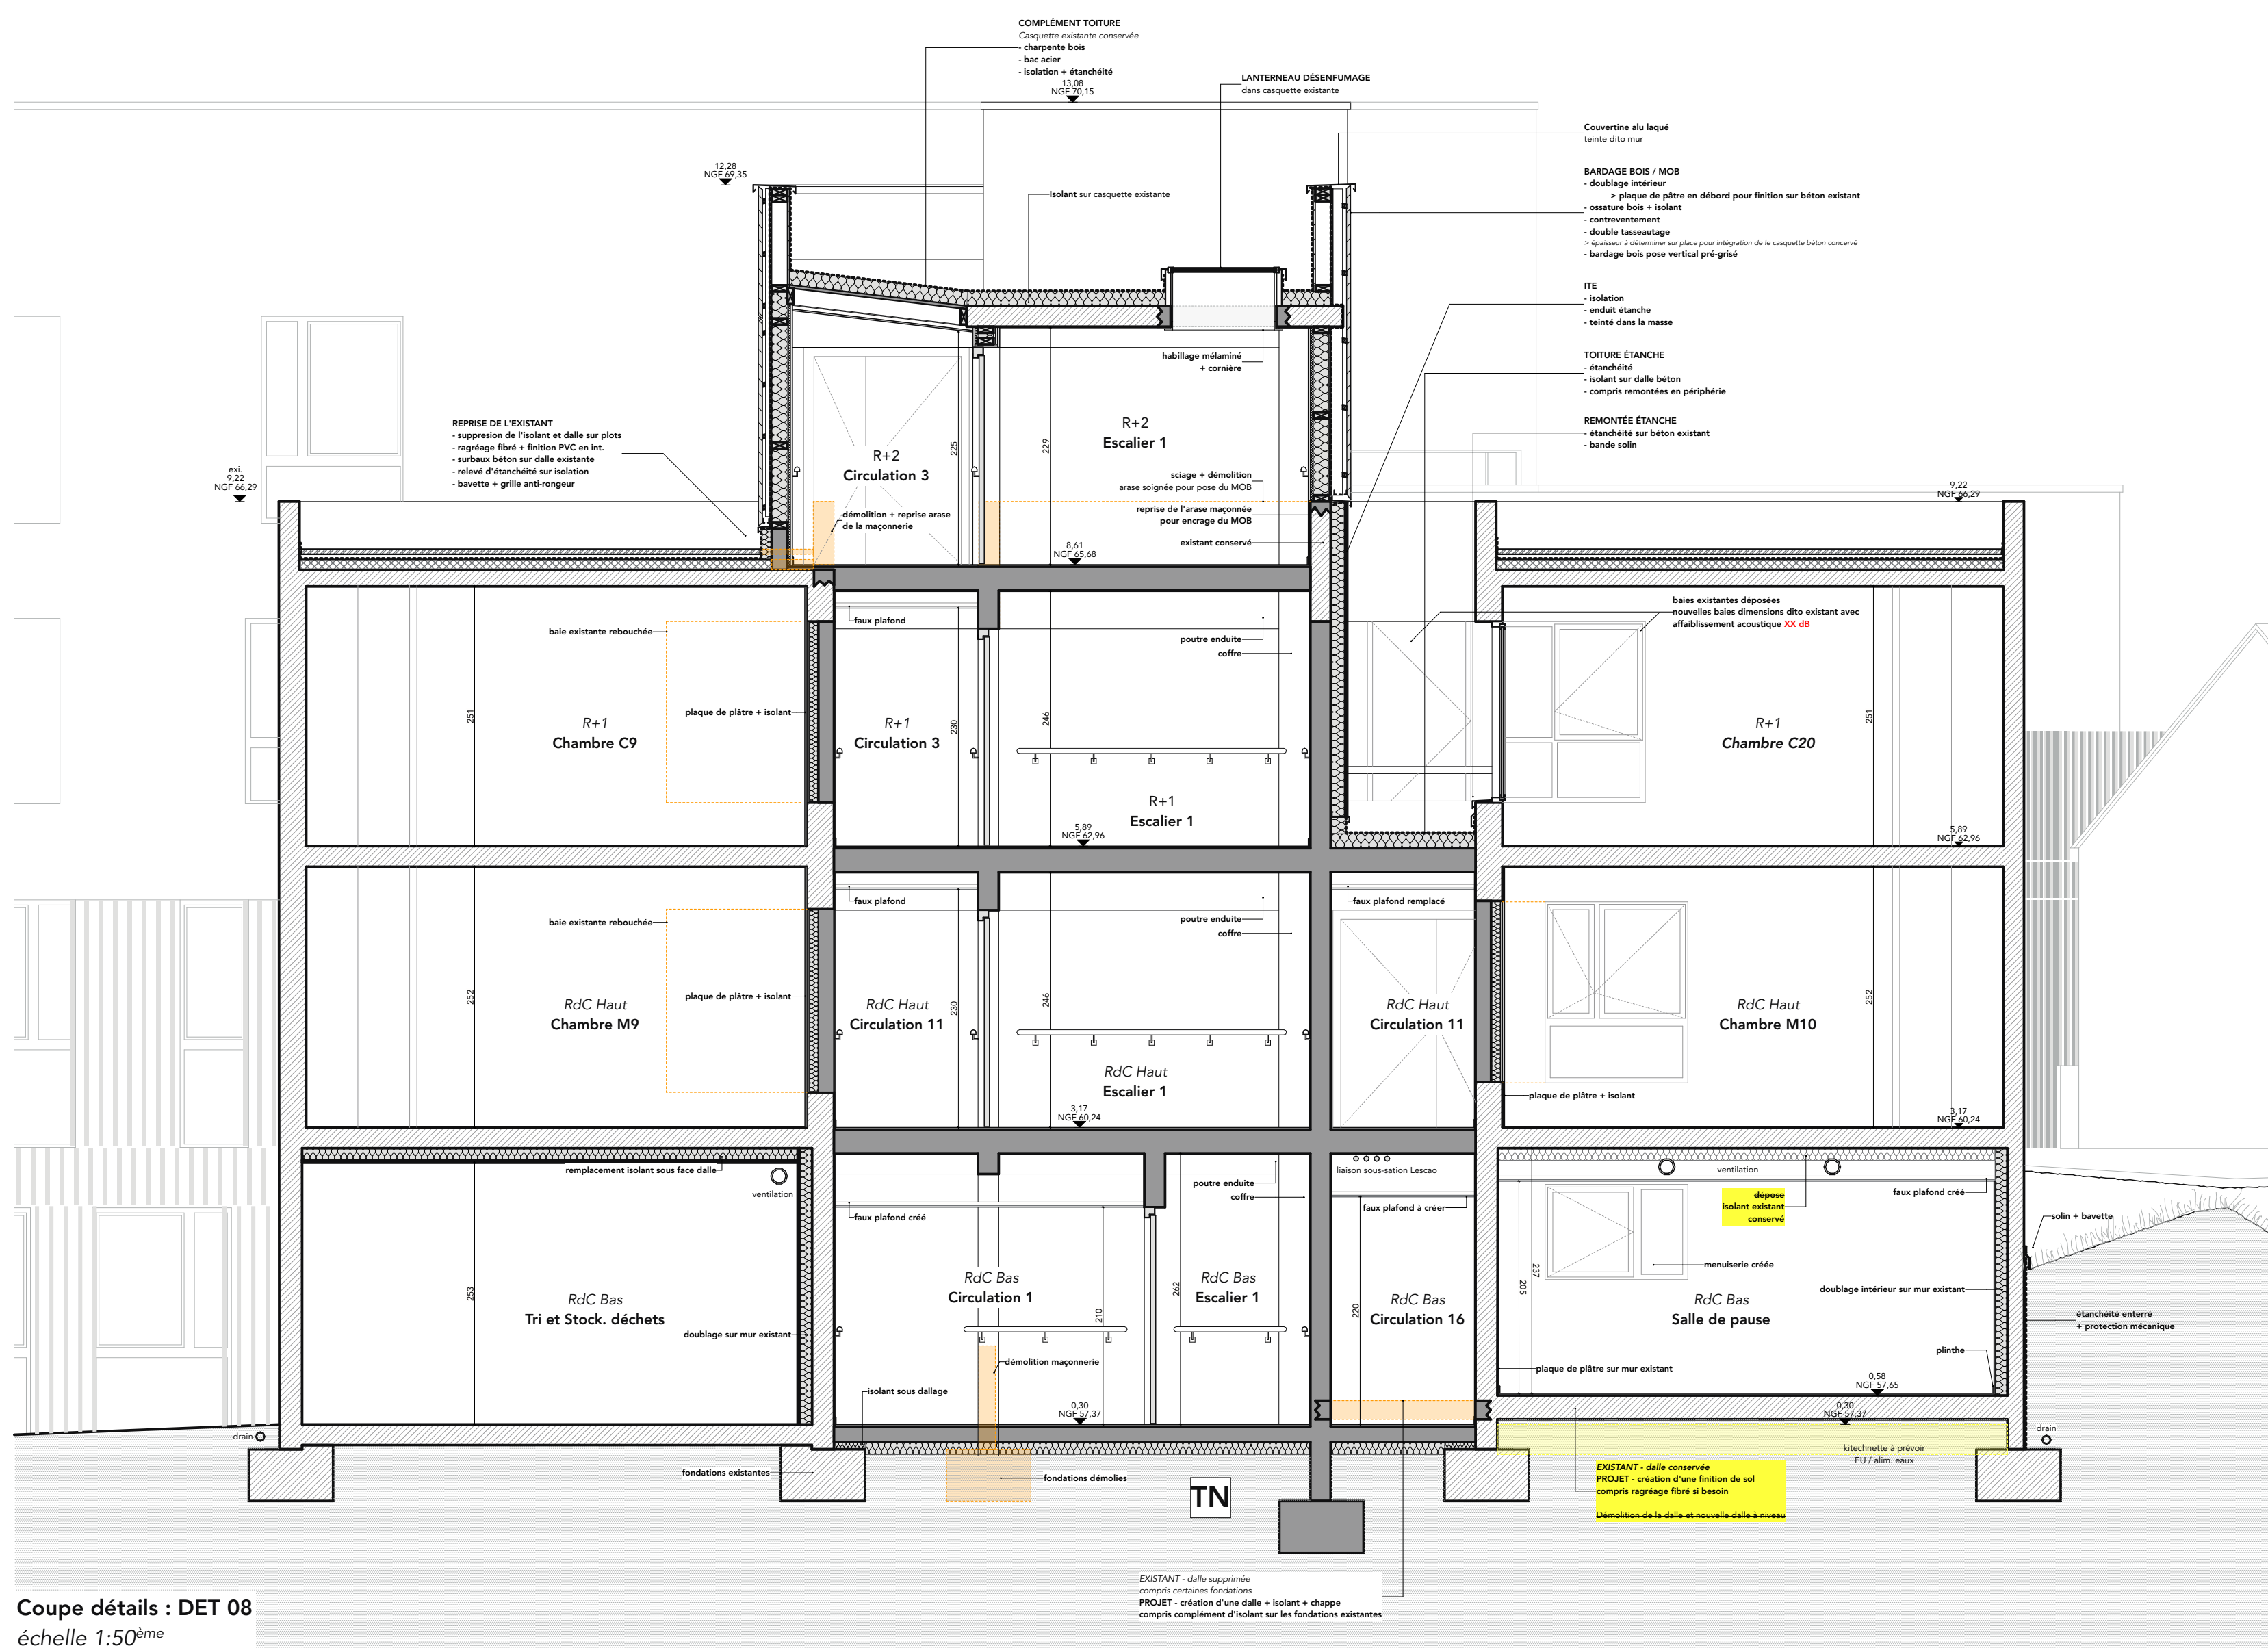 COMPLÉMENT TOITURE
Casquette existante conservée
- charpente bois
- bac acier
- isolation + étanchéité
13,08
NGF 70,15
LANTERNEAU DÉSENFUMAGE
dans casquette existante
Couvertine alu laqué
teinte dito mur
12,28
NGF 69,35
Isolant sur casquette existante
BARDAGE BOIS / MOB
- doublage intérieur
> plaque de pâtre en débord pour finition sur béton existant
- ossature bois + isolant
- contreventement
- double tasseautage
> épaisseur à déterminer sur place pour intégration de le casquette béton concervé
- bardage bois pose vertical pré-grisé
ITE
- isolation
- enduit étanche
- teinté dans la masse
habillage mélaminé
+ cornière
TOITURE ÉTANCHE
- étanchéité
- isolant sur dalle béton
- compris remontées en périphérie
REMONTÉE ÉTANCHE
- étanchéité sur béton existant
- bande solin
REPRISE DE L'EXISTANT
- suppresion de l'isolant et dalle sur plots
- ragréage fibré + finition PVC en int.
- surbaux béton sur dalle existante
- relevé d'étanchéité sur isolation
- bavette + grille anti-rongeur
exi.
9,22
NGF 66,29
R+2
Circulation 3
225
229
R+2
Escalier 1
sciage + démolition
arase soignée pour pose du MOB
reprise de l'arase maçonnée
pour encrage du MOB
existant conservé
démolition + reprise arase
de la maçonnerie
8,61
NGF 65,68
9,22
NGF 66,29
baie existante rebouchée
faux plafond
poutre enduite
coffre
baies existantes déposées
nouvelles baies dimensions dito existant avec
affaiblissement acoustique XX dB
251
R+1
Chambre C9
plaque de plâtre + isolant
R+1
Circulation 3
230
246
R+1
Escalier 1
5,89
NGF 62,96
R+1
Chambre C20
251
5,89
NGF 62,96
baie existante rebouchée
faux plafond
poutre enduite
coffre
faux plafond remplacé
252
RdC Haut
Chambre M9
plaque de plâtre + isolant
RdC Haut
Circulation 11
230
246
RdC Haut
Escalier 1
3,17
NGF 60,24
RdC Haut
Circulation 11
RdC Haut
Chambre M10
252
plaque de plâtre + isolant
3,17
NGF 60,24
remplacement isolant sous face dalle
ventilation
faux plafond créé
poutre enduite
coffre
liaison sous-sation Lescao
faux plafond à créer
ventilation
dépose
isolant existant
conservé
faux plafond créé
solin + bavette
253
RdC Bas
Tri et Stock. déchets
doublage sur mur existant
RdC Bas
Circulation 1
210
262
RdC Bas
Escalier 1
220
RdC Bas
Circulation 16
205
237
menuiserie créée
RdC Bas
Salle de pause
doublage intérieur sur mur existant
étanchéité enterré
+ protection mécanique
démolition maçonnerie
isolant sous dallage
plaque de plâtre sur mur existant
plinthe
0,58
NGF 57,65
0,30
NGF 57,37
0,30
NGF 57,37
drain
drain
kitechnette à prévoir
EU / alim. eaux
fondations existantes
fondations démolies
TN
EXISTANT - dalle conservée
PROJET - création d'une finition de sol
compris ragréage fibré si besoin
Démolition de la dalle et nouvelle dalle à niveau
EXISTANT - dalle supprimée
compris certaines fondations
PROJET - création d'une dalle + isolant + chappe
compris complément d'isolant sur les fondations existantes
Coupe détails : DET 08
échelle 1:50ème